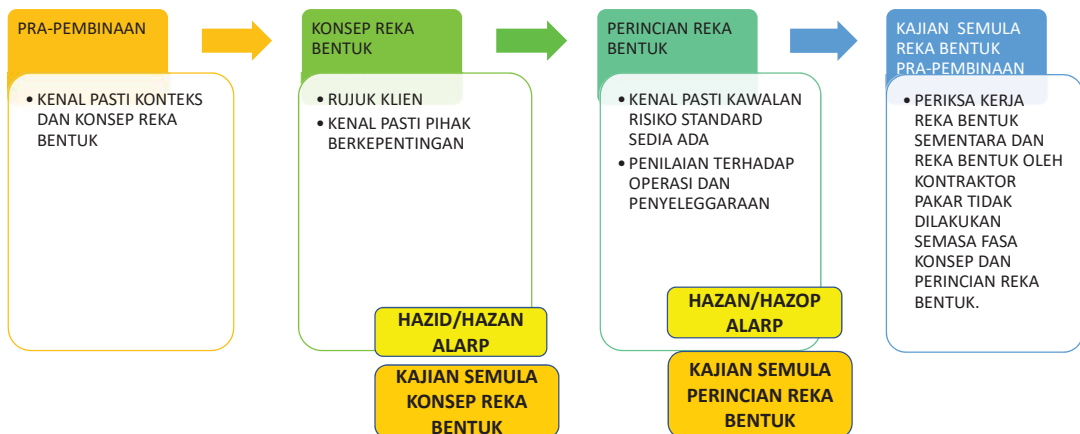 PRA-PEMBINAAN
• KENAL PASTI KONTEKS
DAN KONSEP REKA
BENTUK
KONSEP REKA
BENTUK
• RUJUK KLIEN
• KENAL PASTI PIHAK
BERKEPENTINGAN
HAZID/HAZAN
ALARP
KAJIAN SEMULA
KONSEP REKA
BENTUK
PERINCIAN REKA
BENTUK
• KENAL PASTI KAWALAN
RISIKO STANDARD
SEDIA ADA
• PENILAIAN TERHADAP
OPERASI DAN
PENYELEGGARAAN
HAZAN/HAZOP
ALARP
KAJIAN SEMULA
PERINCIAN REKA
BENTUK
KAJIAN SEMULA
REKA BENTUK
PRA-PEMBINAAN
• PERIKSA KERJA
REKA BENTUK
SEMENTARA DAN
REKA BENTUK OLEH
KONTRAKTOR
PAKAR TIDAK
DILAKUKAN
SEMASA FASA
KONSEP DAN
PERINCIAN REKA
BENTUK.